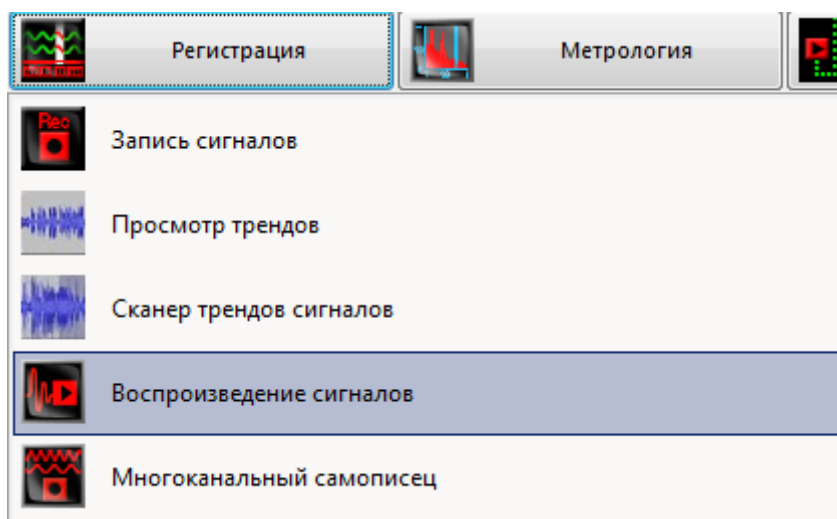 Регистрация
Метрология
Rec
Запись сигналов
Просмотр трендов
Сканер трендов сигналов
Воспроизведение сигналов
Многоканальный самописец